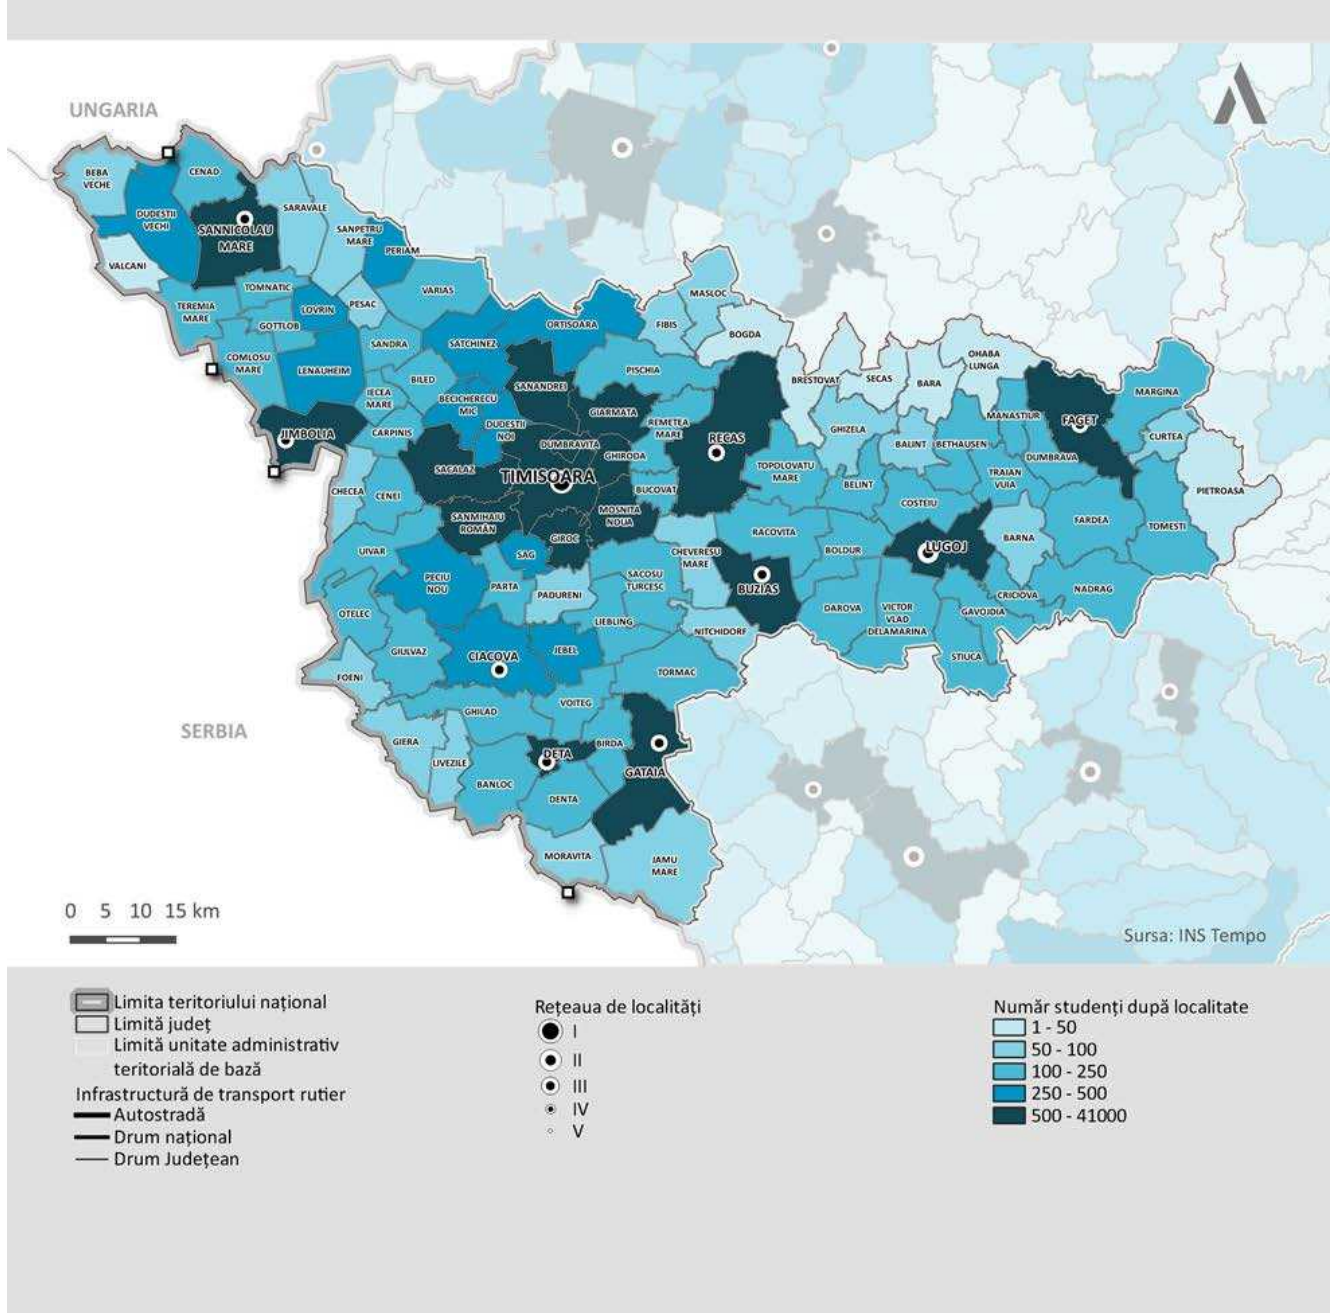 UNGARIA
BEBA
VECHE
CENAD
DUDESTII
VECHI
SANNICOLAU
MARE
SARAVALE
SANPETRU
MARE
PERIAM
VALCANI
TOMNATIC
VARIAS
MASLOC
TEREMIA
MARE
LOVRIN
PESAC
GOTTLOB
ORTISOARA
FIBIS
BOGDA
SANDRA
SATCHINEZ
COMLOSU
MARE
LENAUHEIM
BILED
PISCHIA
BRESTOVAT
SECAS
BARA
OHABA
LUNGA
IECEA
MARE
BECICHERECU
MIC
SANANDREI
GIARMATA
MARGINA
JIMBOLIA
CARPINIS
DUDESTII
NOI
DUMBRAVITA
REMETEA
MARE
RECAS
GHIZELA
MANASTIUR
FAGET
CURTEA
SACALAZ
GHIRODA
BALINT
BETHAUSEN
DUMBRAVA
TIMISOARA
TOPOLOVATU
MARE
TRAIAN
VUIA
CHECEA
CENEI
BUCOVAT
BELINT
PIETROASA
SANMIHAIU
ROMÂN
MOSNITA
NOUA
COSTEIU
FARDEA
TOMESTI
GIROC
RACOVITA
BARNA
UIVAR
SAG
CHEVERESU
MARE
BOLDUR
LUGOJ
PECIU
NOU
PARTA
PADURENI
SACOSU
TURCESC
BUZIAS
NADRAG
CRICIOVA
OTELEC
LIEBLING
DAROVA
VICTOR
VLAD
DELAMARINA
GAVOJDIA
NITCHIDORF
GIULVAZ
CIACOVA
JEBEL
STIUCA
FOENI
TORMAC
VOITEG
GHILAD
SERBIA
GIERA
DETA
BIRDA
LIVEZILE
GATAIA
BANLOC
DENTA
MORAVITA
JAMU
MARE
0 5 10 15 km
Sursa: INS Tempo
Limita teritoriului național
Limită județ
Limită unitate administrativ
teritorială de bază
Infrastructură de transport rutier
Autostradă
Drum național
Drum Județean
Rețeaua de localități
I
II
III
IV
V
Număr studenți după localitate
1 - 50
50 - 100
100 - 250
250 - 500
500 - 41000